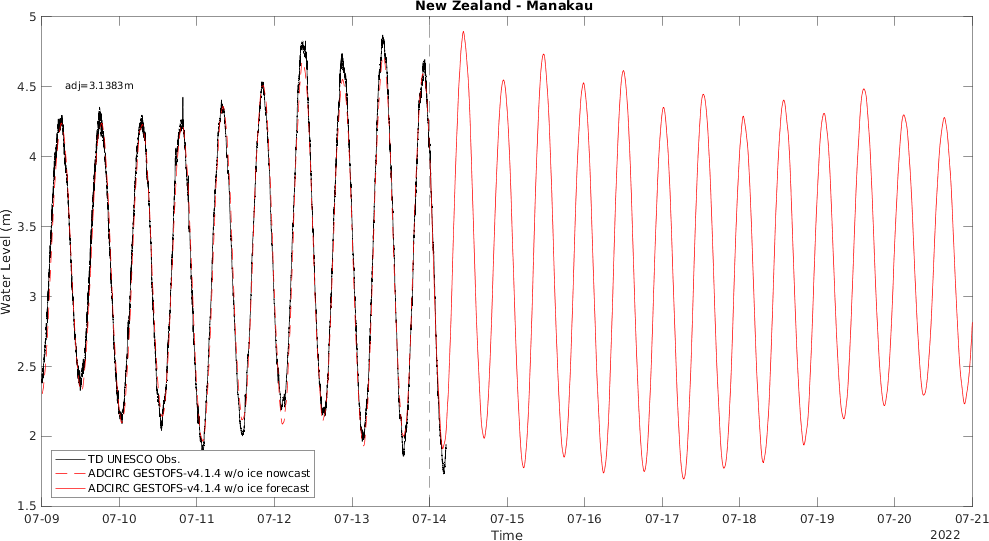 New Zealand - Manakau
5
4.5
4
3.5
3
2.5
2
1.5
Water Level (m)
adj=3.1383m
TD UNESCO Obs.
ADCIRC GESTOFS-v4.1.4 w/o ice nowcast
ADCIRC GESTOFS-v4.1.4 w/o ice forecast
07-09 07-10 07-11 07-12 07-13 07-14 07-15 07-16 07-17 07-18 07-19 07-20 07-21
Time
2022